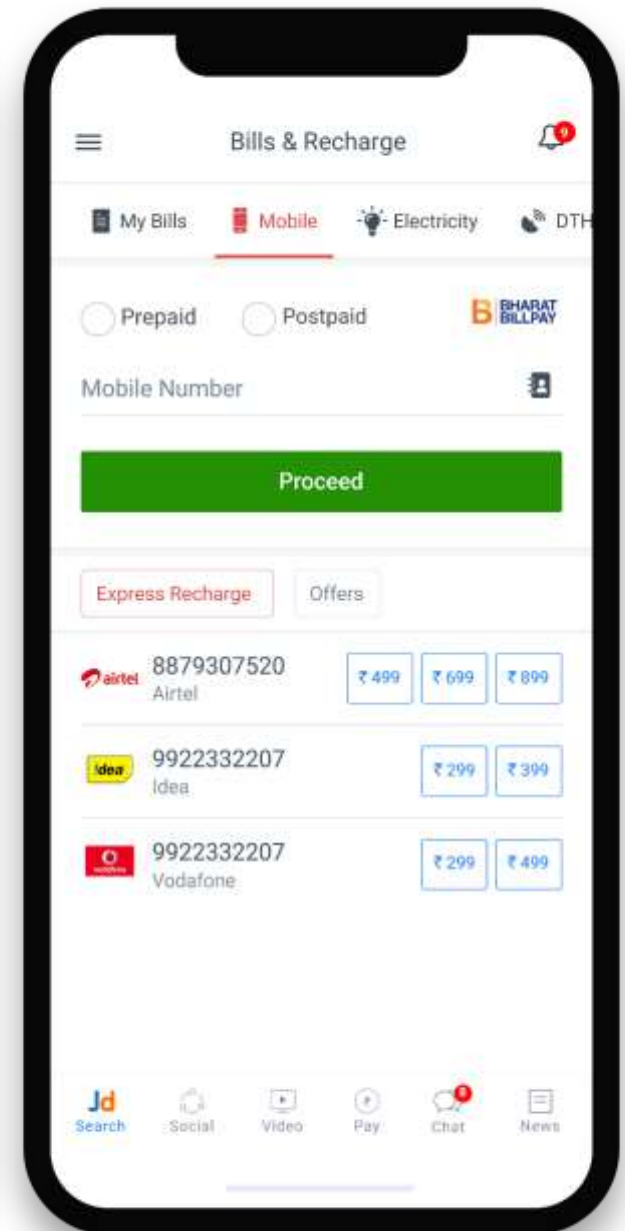 Bills & Recharge 9
My Bills Mobile Electricity DTH
Prepaid Postpaid B BHARAT BILLPAY
Mobile Number
Proceed
Express Recharge Offers
airtel 8879307520 ₹ 499 ₹ 699 ₹ 899
Airtel
Idea 9922332207 ₹ 299 ₹ 399
Idea
vodafone 9922332207 ₹ 299 ₹ 499
Vodafone
Jd 8
Search Social Video Pay Chat News